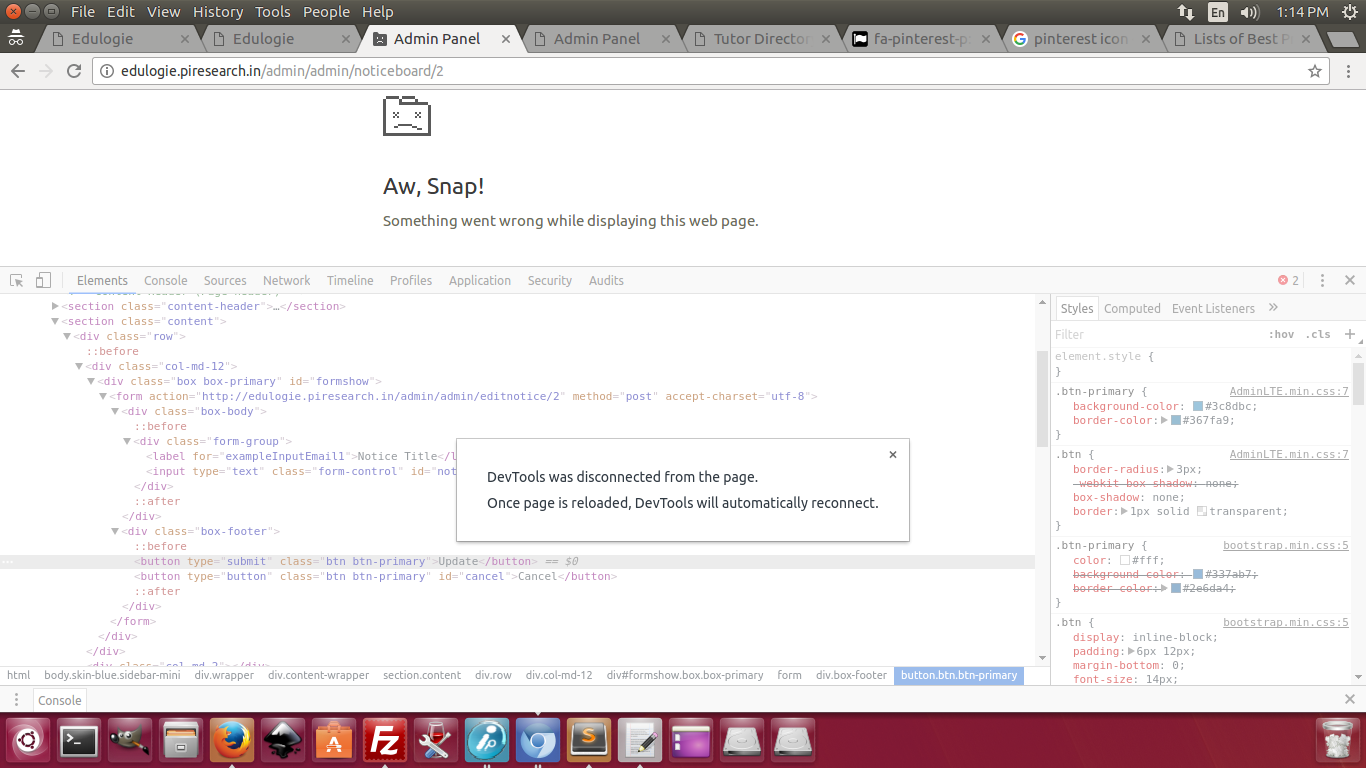 File Edit View History Tools People Help
En
1:14 PM
Edulogie
Edulogie
Admin Panel
Admin Panel
Tutor Director
fa-pinterest-p
pinterest icon
Lists of Best P
edulogie.piresearch.in/admin/admin/noticeboard/2
Aw, Snap!
Something went wrong while displaying this web page.
Elements Console Sources Network Timeline Profiles Application Security Audits
2
<section class="content-header">…</section>
<section class="content">
<div class="row">
::before
<div class="col-md-12">
<div class="box box-primary" id="formshow">
<form action="http://edulogie.piresearch.in/admin/admin/editnotice/2" method="post" accept-charset="utf-8">
<div class="box-body">
::before
<div class="form-group">
<label for="exampleInputEmail1">Notice Title</l
<input type="text" class="form-control" id="not
</div>
::after
</div>
<div class="box-footer">
::before
<button type="submit" class="btn btn-primary">Update</button> == $0
<button type="button" class="btn btn-primary" id="cancel">Cancel</button>
::after
</div>
</form>
</div>
</div>
<div class="col-md-2"></div>
DevTools was disconnected from the page.
Once page is reloaded, DevTools will automatically reconnect.
Styles Computed Event Listeners »
Filter :hov .cls +
element.style {
}
.btn-primary { AdminLTE.min.css:7
background-color: #3c8dbc;
border-color: #367fa9;
}
.btn { AdminLTE.min.css:7
border-radius: 3px;
-webkit-box-shadow: none;
box-shadow: none;
border: 1px solid transparent;
}
.btn-primary { bootstrap.min.css:5
color: #fff;
background-color: #337ab7;
border-color: #2e6da4;
}
.btn { bootstrap.min.css:5
display: inline-block;
padding: 6px 12px;
margin-bottom: 0;
font-size: 14px;
html body.skin-blue.sidebar-mini div.wrapper div.content-wrapper section.content div.row div.col-md-12 div#formshow.box.box-primary form div.box-footer button.btn.btn-primary
Console